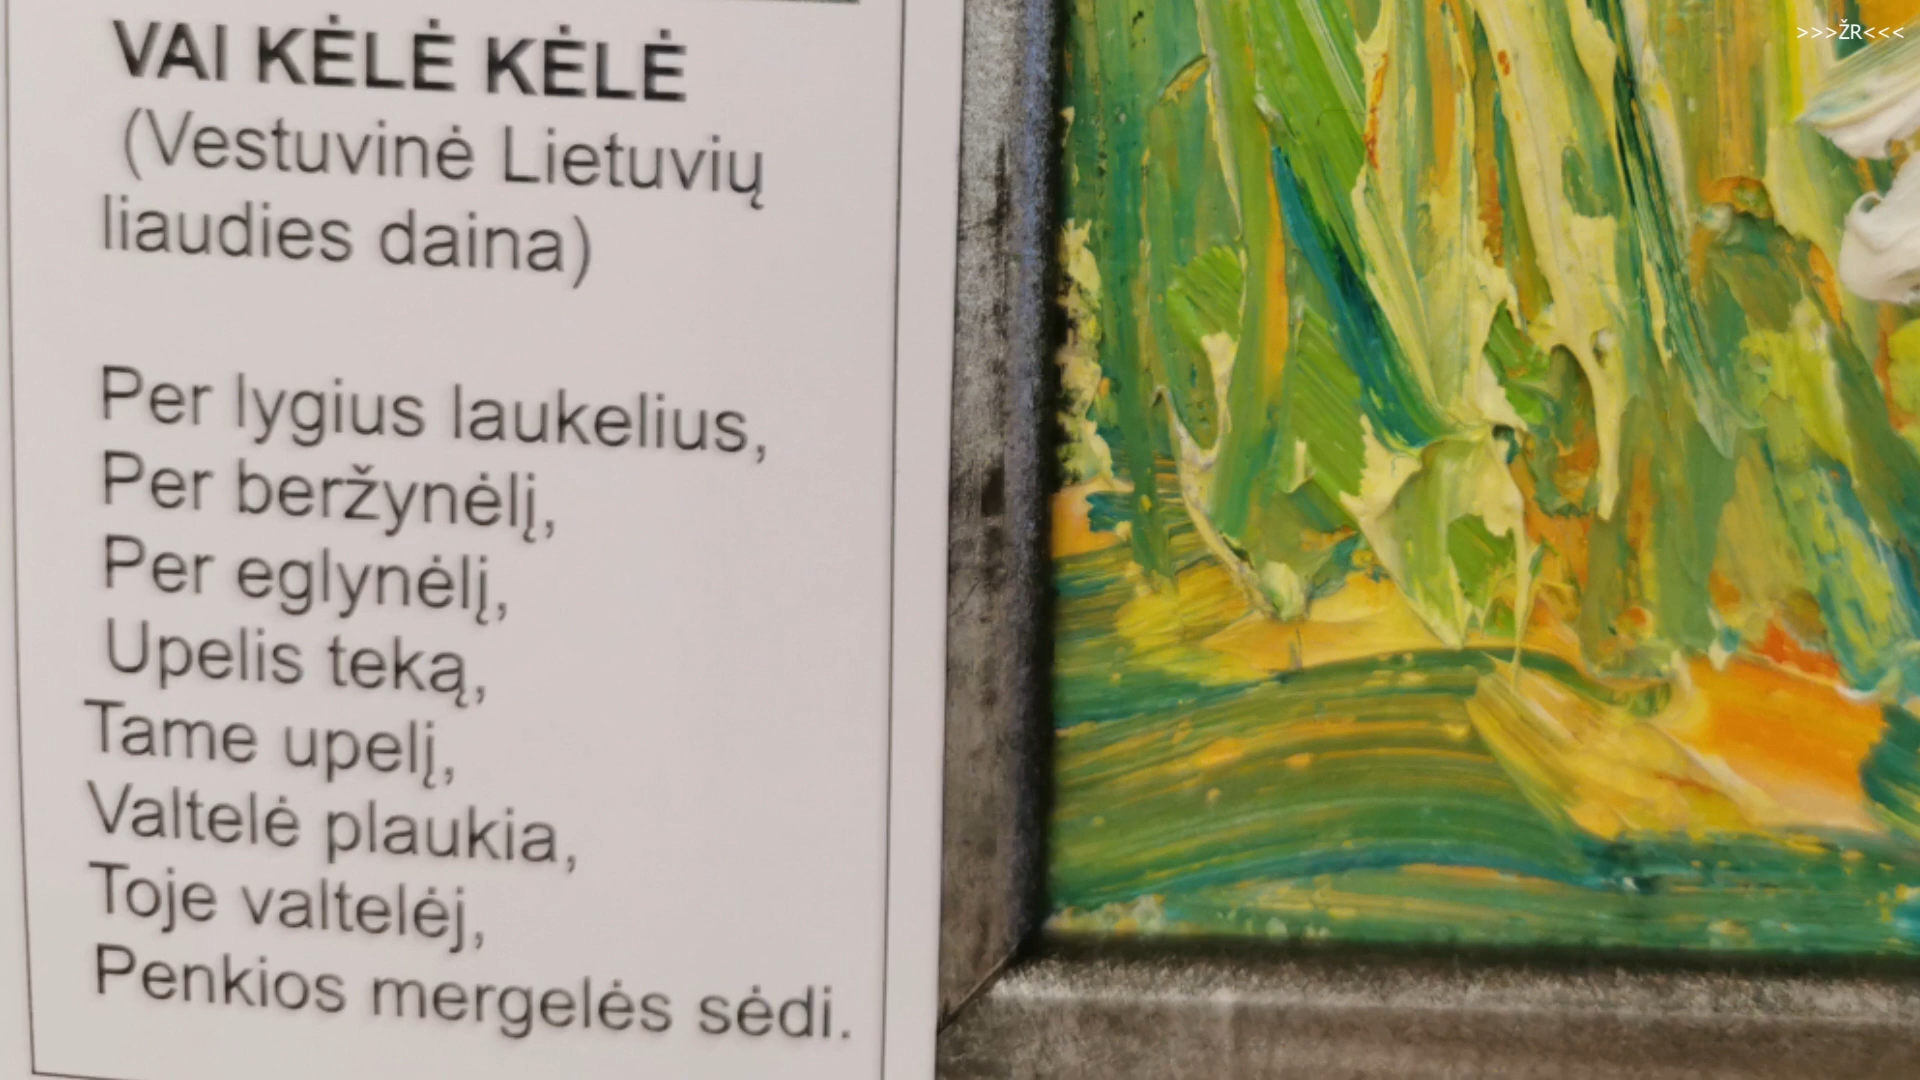 VAI KĖLĖ KĖLĖ
(Vestuvinė Lietuvių
liaudies daina)
Per lygius laukelius,
Per beržynėlį,
Per eglynėlį,
Upelis teką,
Tame upelį,
Valtelė plaukia,
Toje valtelėj,
Penkios mergelės sėdi.
>>>ŽR<<<